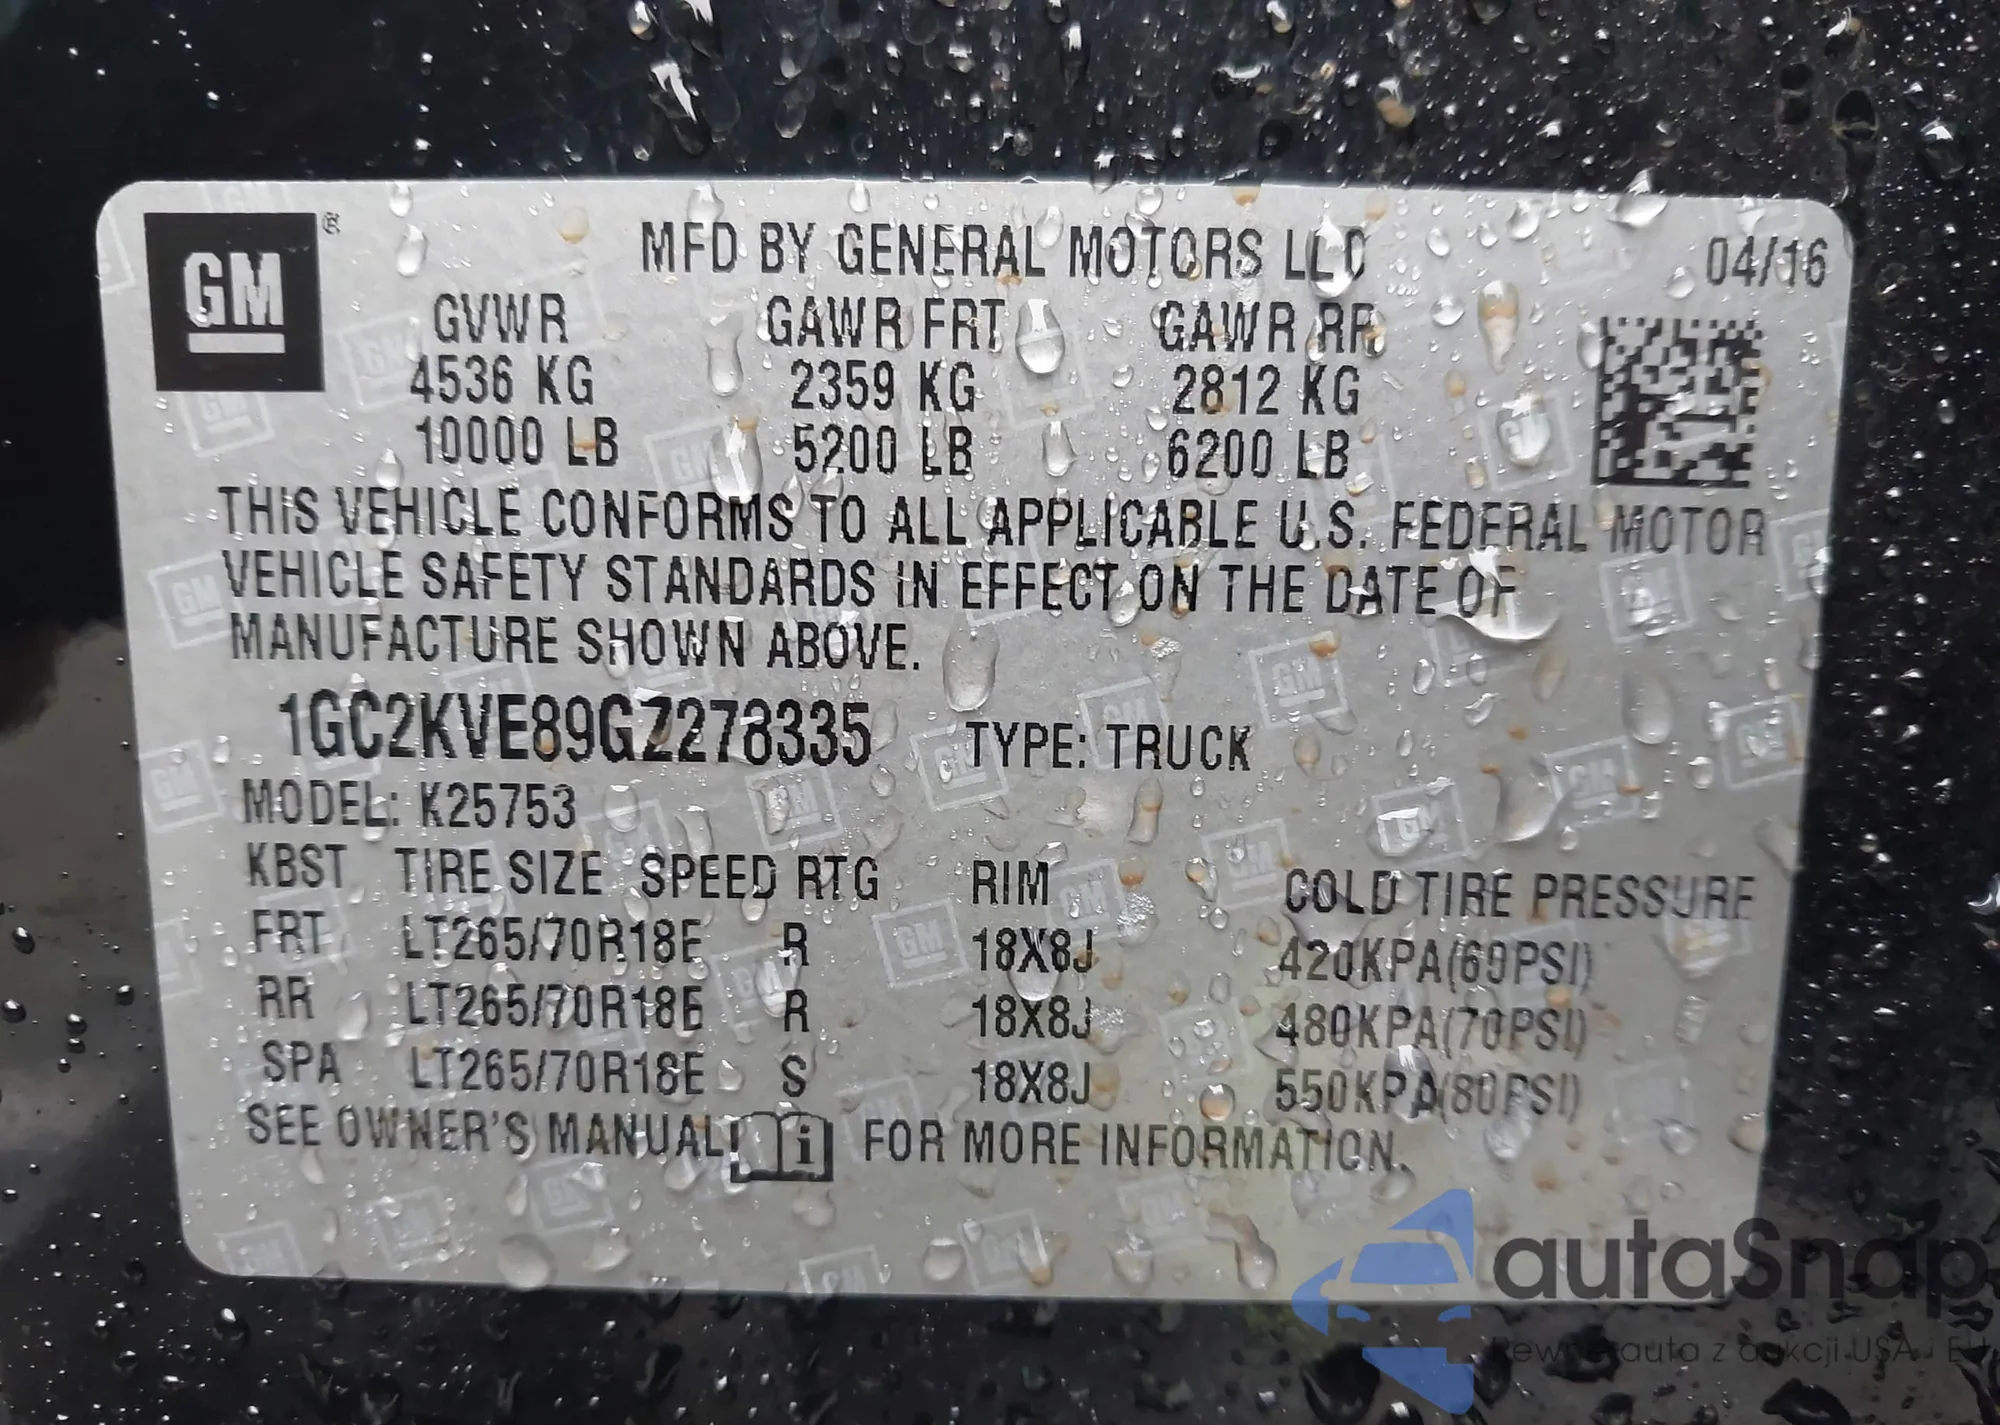 GM ®
MFD BY GENERAL MOTORS LLC 04/16
GVWR GAWR FRT GAWR RR
4536 KG 2359 KG 2812 KG
10000 LB 5200 LB 6200 LB
THIS VEHICLE CONFORMS TO ALL APPLICABLE U.S. FEDERAL MOTOR
VEHICLE SAFETY STANDARDS IN EFFECT ON THE DATE OF
MANUFACTURE SHOWN ABOVE.
1GC2KVE89GZ278335 TYPE: TRUCK
MODEL: K25753
KBST TIRE SIZE SPEED RTG RIM COLD TIRE PRESSURE
FRT LT265/70R18E R 18X8J 420KPA(60PSI)
RR LT265/70R18E R 18X8J 480KPA(70PSI)
SPA LT265/70R18E S 18X8J 550KPA(80PSI)
SEE OWNER'S MANUAL i FOR MORE INFORMATION.
autaSnap
auta z aukcji USA i EU